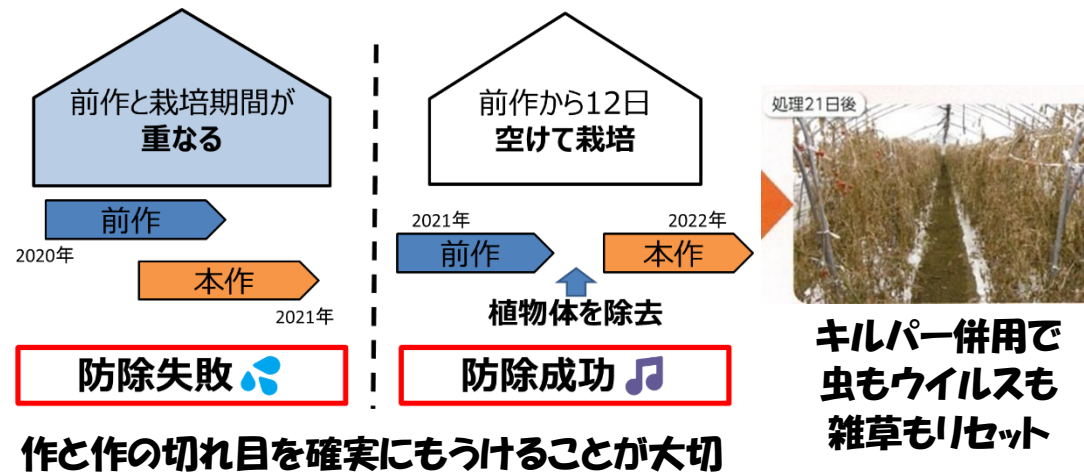 前作と栽培期間が
重なる
前作
2020年
本作
2021年
防除失敗
前作から12日
空けて栽培
2021年
前作
2022年
本作
植物体を除去
防除成功
処理21日後
キルパー併用で
虫もウイルスも
雑草もリセット
作と作の切れ目を確実にもうけることが大切